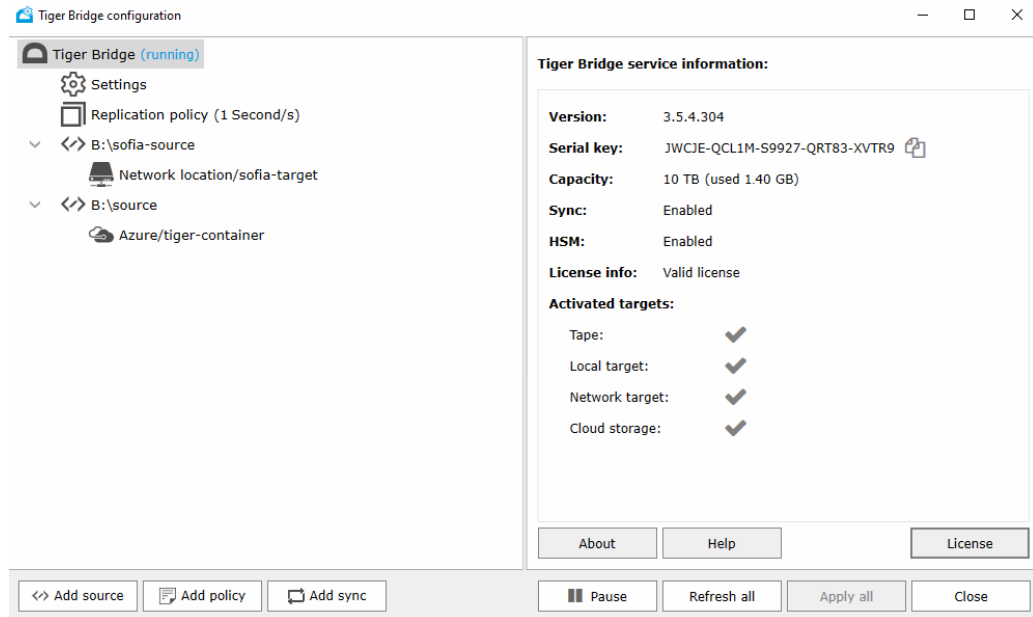 Tiger Bridge configuration
Tiger Bridge (running)
Settings
Replication policy (1 Second/s)
B:\sofia-source
Network location/sofia-target
B:\source
Azure/tiger-container
Tiger Bridge service information:
Version: 3.5.4.304
Serial key: JWCJE-QCL1M-S9927-QRT83-XVTR9
Capacity: 10 TB (used 1.40 GB)
Sync: Enabled
HSM: Enabled
License info: Valid license
Activated targets:
Tape:
Local target:
Network target:
Cloud storage:
About Help License
Add source Add policy Add sync Pause Refresh all Apply all Close